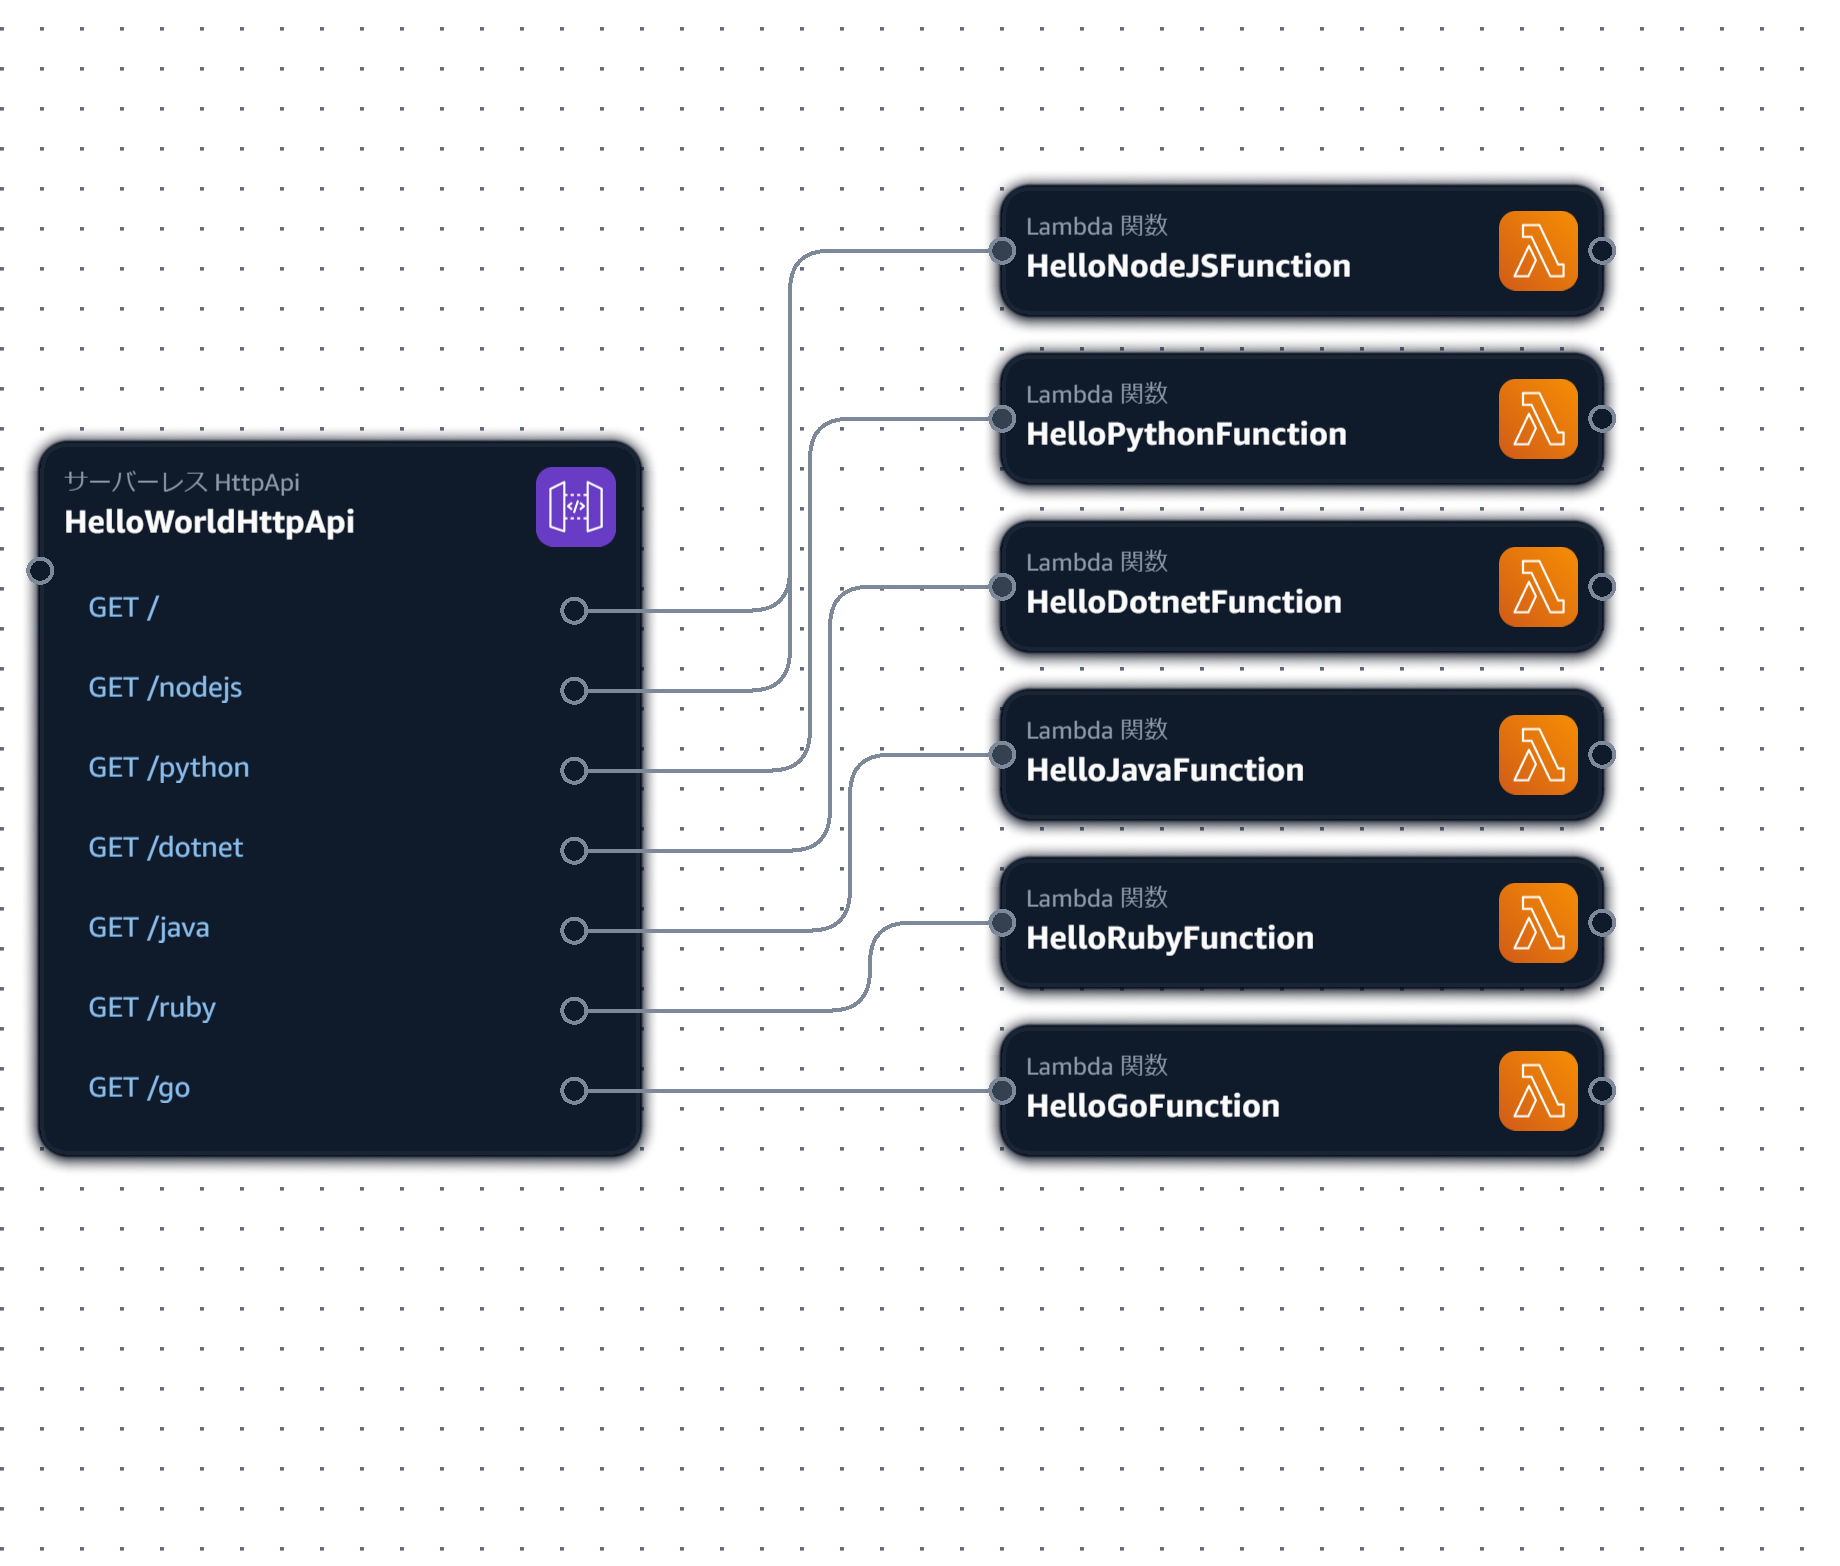 サーバーレス HttpApi
HelloWorldHttpApi
GET /
GET /nodejs
GET /python
GET /dotnet
GET /java
GET /ruby
GET /go
Lambda 関数
HelloNodeJSFunction
Lambda 関数
HelloPythonFunction
Lambda 関数
HelloDotnetFunction
Lambda 関数
HelloJavaFunction
Lambda 関数
HelloRubyFunction
Lambda 関数
HelloGoFunction